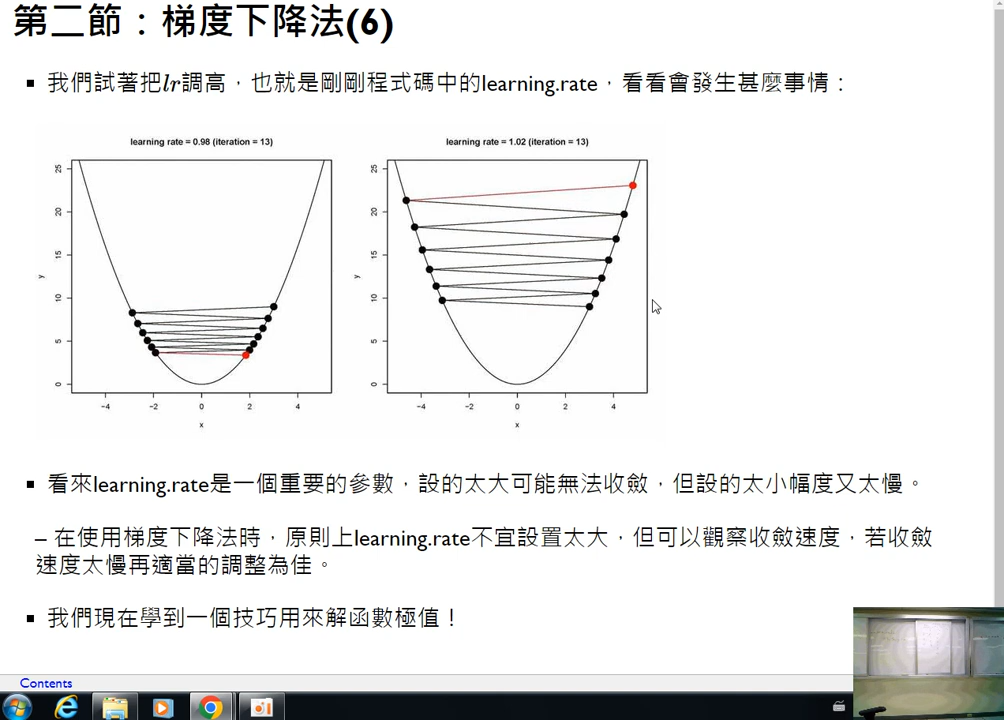 第二節：梯度下降法(6)
▪ 我們試著把lr調高，也就是剛剛程式碼中的learning.rate，看看會發生甚麼事情：
learning rate = 0.98 (iteration = 13)
learning rate = 1.02 (iteration = 13)
25
20
15
10
5
0
y
-4 -2 0 2 4
x
25
20
15
10
5
0
y
-4 -2 0 2 4
x
▪ 看來learning.rate是一個重要的參數，設的太大可能無法收斂，但設的太小幅度又太慢。
– 在使用梯度下降法時，原則上learning.rate不宜設置太大，但可以觀察收斂速度，若收斂
速度太慢再適當的調整為佳。
▪ 我們現在學到一個技巧用來解函數極值！
Contents